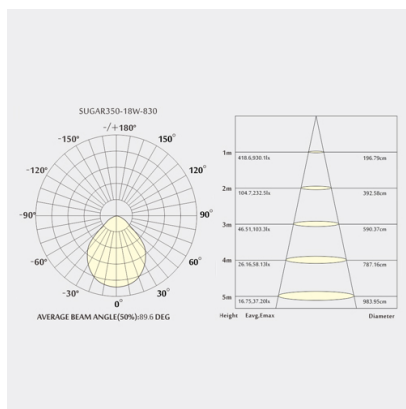 SUGAR350-18W-830
-/+180°
-150° 150°
-120° 120°
-90° 90°
-60° 60°
-30° 30°
0°
AVERAGE BEAM ANGLE(50%):89.6 DEG
1m 418.6,930.1lx 196.79cm
2m 104.7,232.5lx 392.58cm
3m 46.51,103.3lx 590.37cm
4m 26.16,58.13lx 787.16cm
5m 16.75,37.20lx 983.95cm
Height Eavg,Emax Diameter